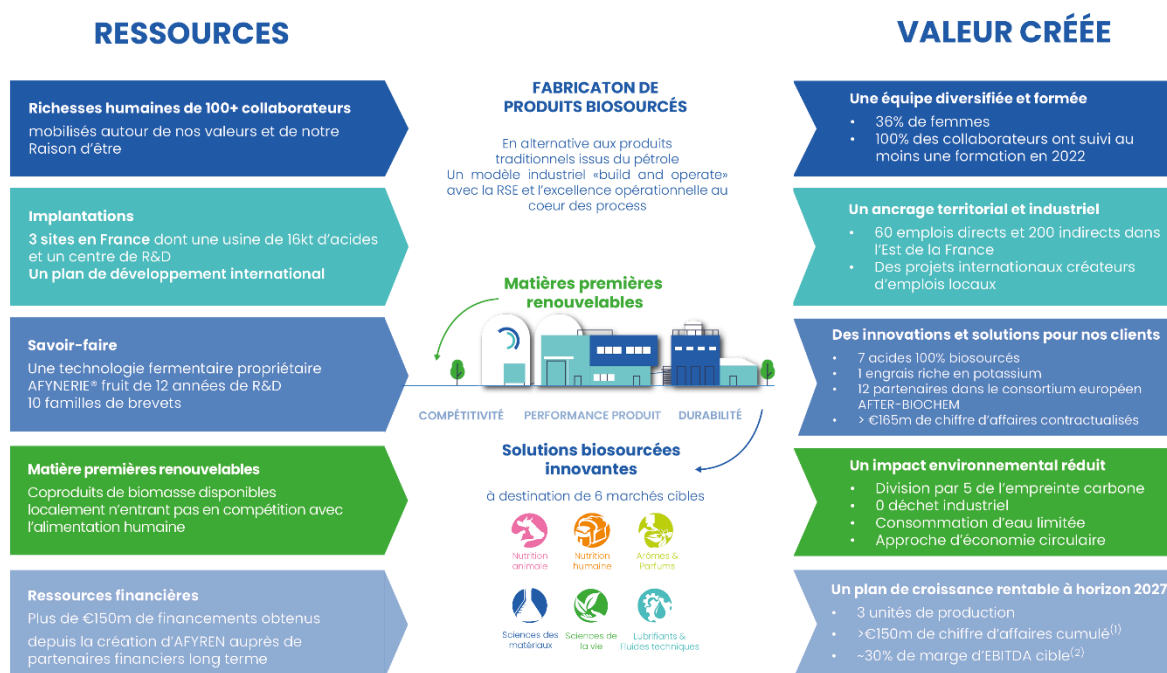 RESSOURCES
Richesses humaines de 100+ collaborateurs
mobilisés autour de nos valeurs et de notre
Raison d'être
Implantations
3 sites en France dont une usine de 16kt d'acides
et un centre de R&D
Un plan de développement international
Savoir-faire
Une technologie fermentaire propriétaire
AFYNERIE® fruit de 12 années de R&D
10 familles de brevets
Matière premières renouvelables
Coproduits de biomasse disponibles
localement n'entrant pas en compétition avec
l'alimentation humaine
Ressources financières
Plus de €150m de financements obtenus
depuis la création d'AFYREN auprès de
partenaires financiers long terme
FABRICATON DE
PRODUITS BIOSOURCÉS
En alternative aux produits
traditionnels issus du pétrole
Un modèle industriel «build and operate»
avec la RSE et l'excellence opérationnelle au
coeur des process
Matières premières
renouvelables
COMPÉTITIVITÉ PERFORMANCE PRODUIT DURABILITÉ
Solutions biosourcées
innovantes
à destination de 6 marchés cibles
Nutrition
animale
Nutrition
humaine
Arômes &
Parfums
Sciences des
matériaux
Sciences de
la vie
Lubrifiants &
Fluides techniques
VALEUR CRÉÉE
Une équipe diversifiée et formée
• 36% de femmes
• 100% des collaborateurs ont suivi au
moins une formation en 2022
Un ancrage territorial et industriel
• 60 emplois directs et 200 indirects dans
l'Est de la France
• Des projets internationaux créateurs
d'emplois locaux
Des innovations et solutions pour nos clients
• 7 acides 100% biosourcés
• 1 engrais riche en potassium
• 12 partenaires dans le consortium européen
AFTER-BIOCHEM
• > €165m de chiffre d'affaires contractualisés
Un impact environnemental réduit
• Division par 5 de l'empreinte carbone
• 0 déchet industriel
• Consommation d'eau limitée
• Approche d'économie circulaire
Un plan de croissance rentable à horizon 2027
• 3 unités de production
• >€150m de chiffre d'affaires cumulé(1)
• ~30% de marge d'EBITDA cible(2)